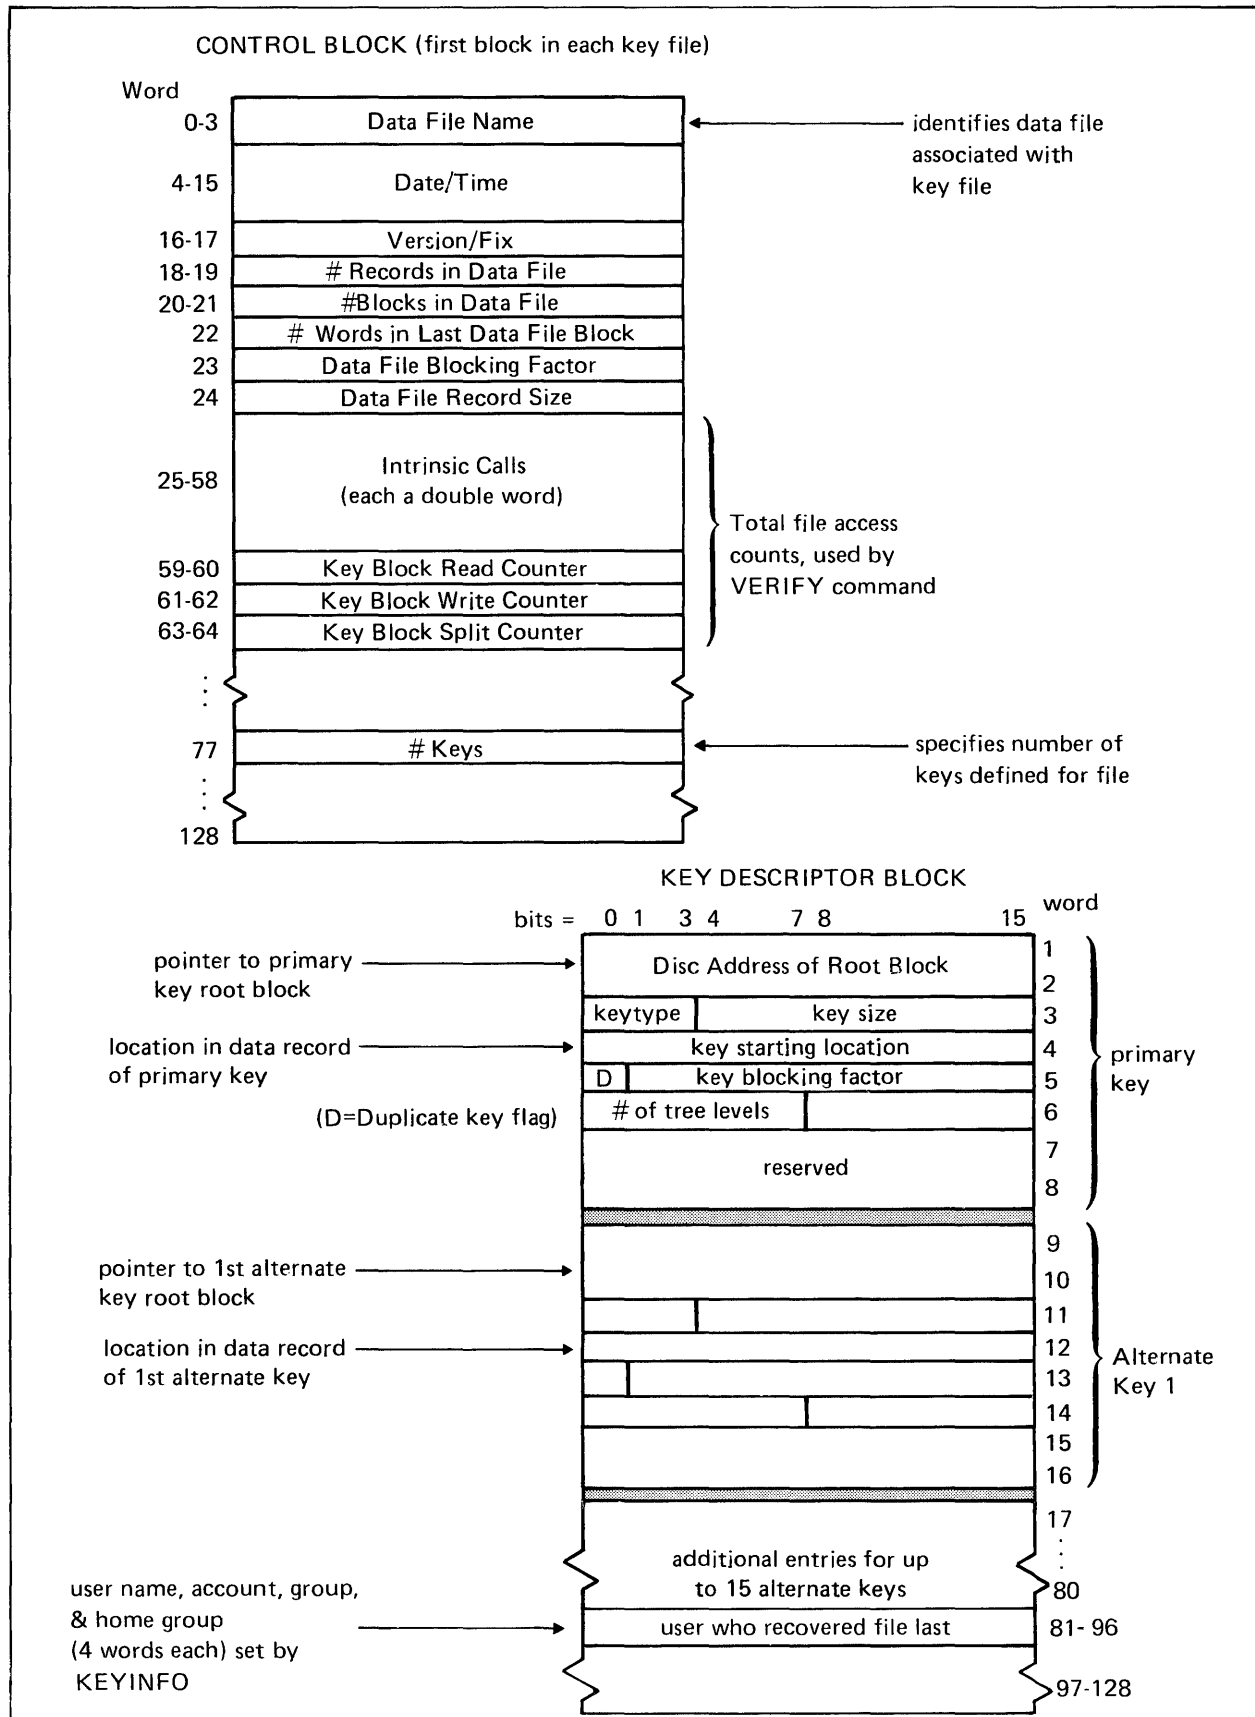 CONTROL BLOCK (first block in each key file)
Word
0-3 Data File Name identifies data file
associated with
key file
4-15 Date/Time
16-17 Version/Fix
18-19 # Records in Data File
20-21 #Blocks in Data File
22 # Words in Last Data File Block
23 Data File Blocking Factor
24 Data File Record Size
25-58 Intrinsic Calls
(each a double word)
Total file access
counts, used by
VERIFY command
59-60 Key Block Read Counter
61-62 Key Block Write Counter
63-64 Key Block Split Counter
77 # Keys specifies number of
keys defined for file
128
KEY DESCRIPTOR BLOCK
bits = 0 1 3 4 7 8 15 word
pointer to primary
key root block
Disc Address of Root Block
1
2
keytype key size 3
location in data record
of primary key
key starting location 4
D key blocking factor 5
(D=Duplicate key flag)
# of tree levels 6
primary
key
7
reserved
8
9
pointer to 1st alternate
key root block
10
11
location in data record
of 1st alternate key
12
13
Alternate
Key 1
14
15
16
17
additional entries for up
to 15 alternate keys
80
user name, account, group,
& home group
(4 words each) set by
KEYINFO
user who recovered file last 81-96
97-128